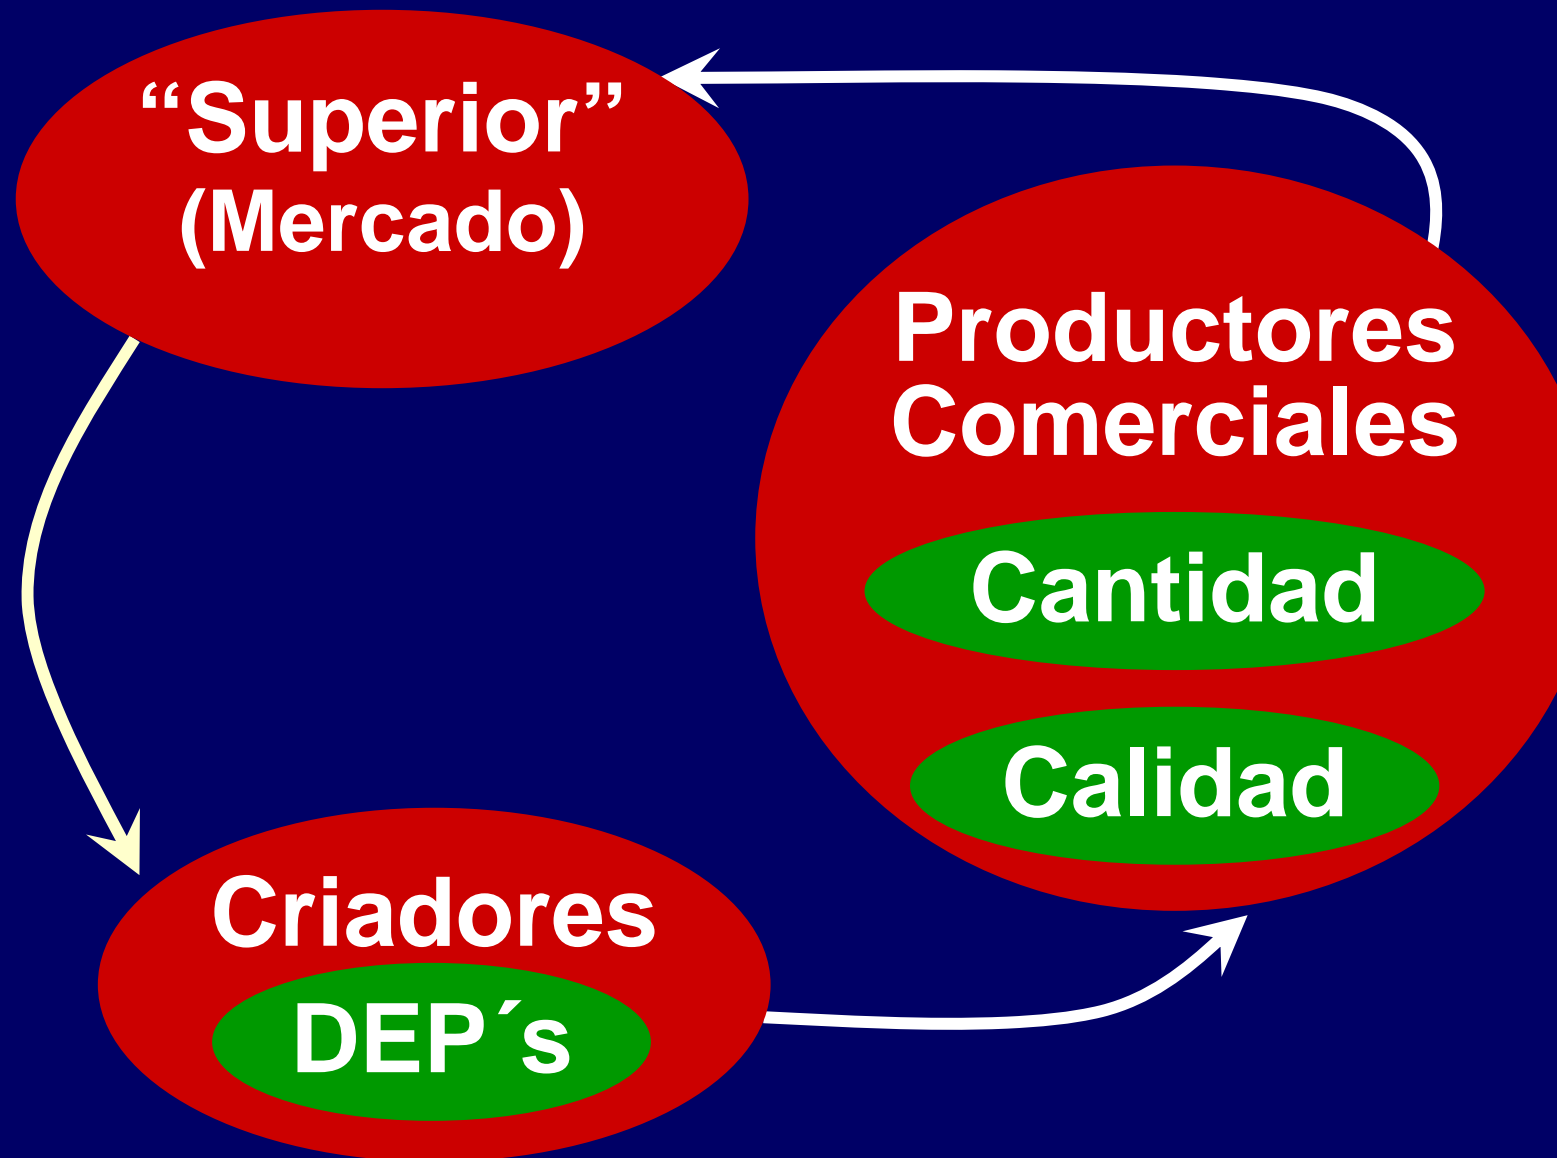 “Superior”
(Mercado)
Productores
Comerciales
Cantidad
Calidad
Criadores
DEP´s